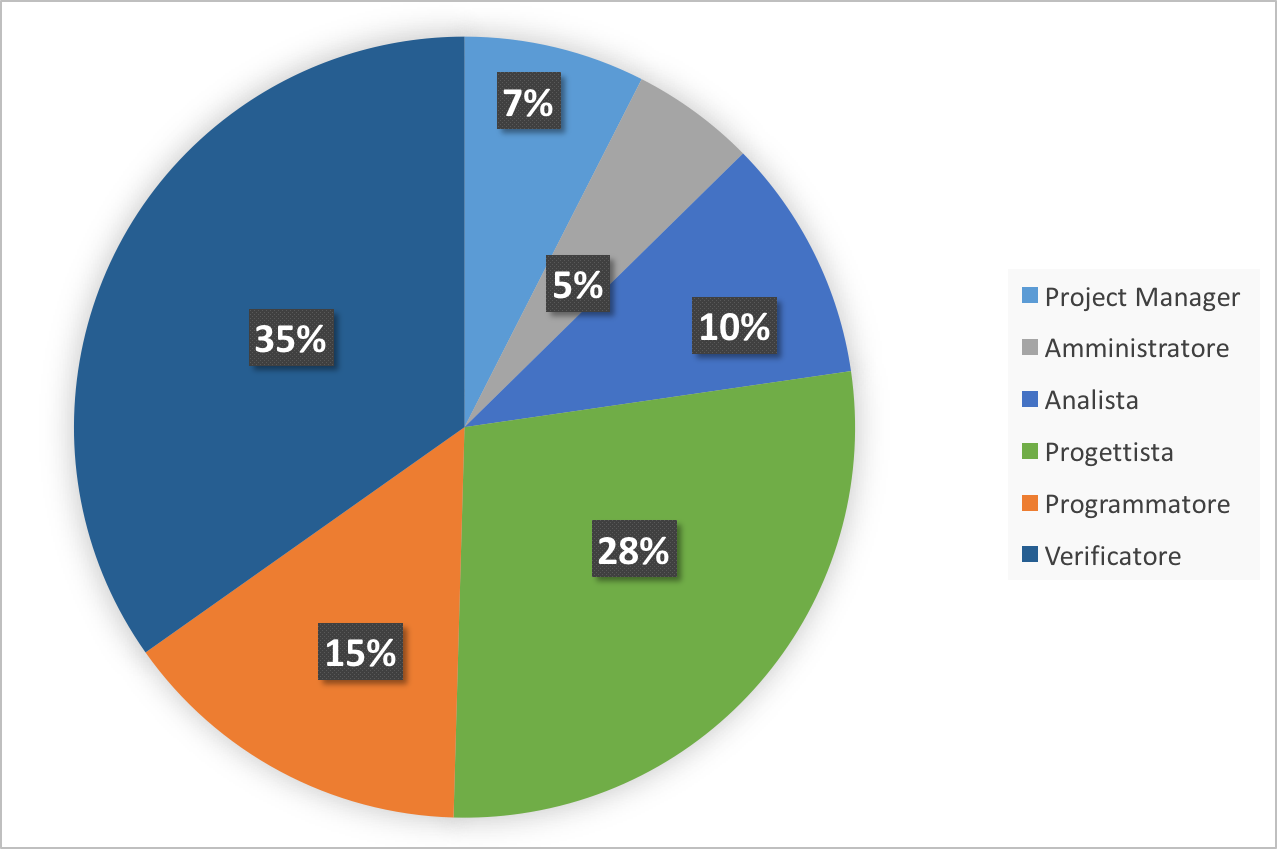 7%
5%
10%
35%
28%
15%
Project Manager
Amministratore
Analista
Progettista
Programmatore
Verificatore